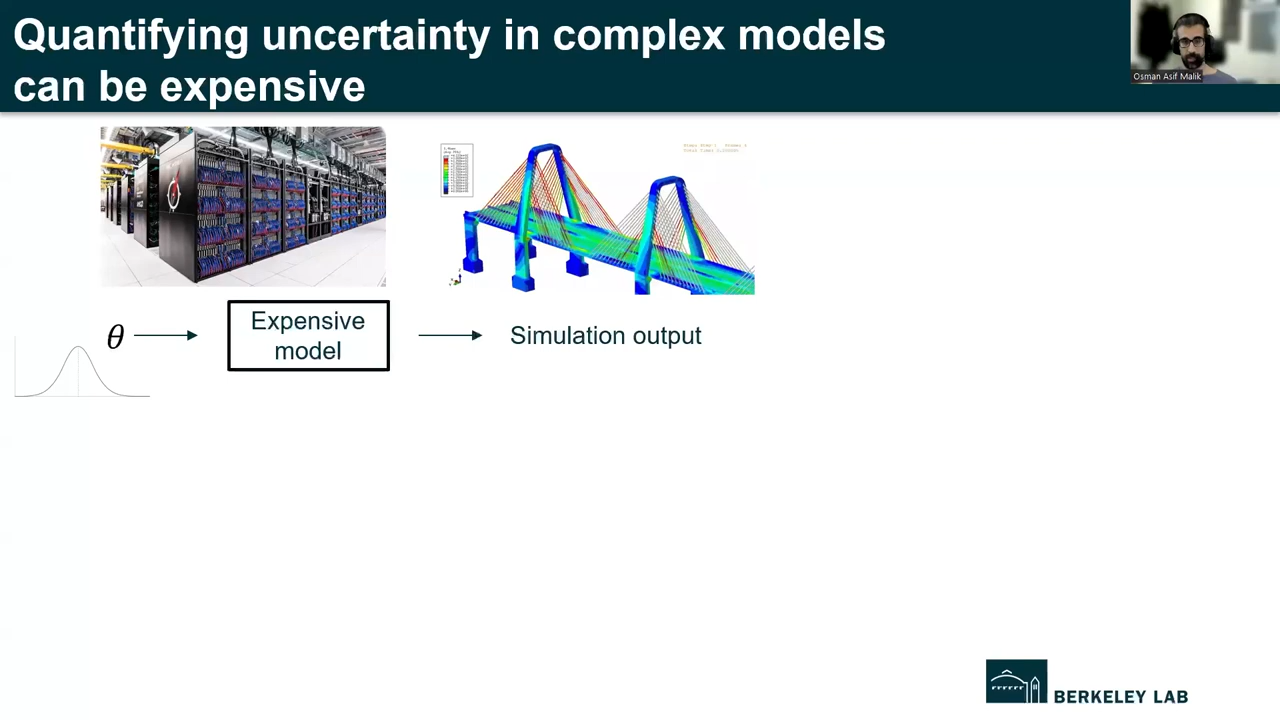 Quantifying uncertainty in complex models
can be expensive
Osman Asif Malik
θ
Expensive
model
Simulation output
BERKELEY LAB